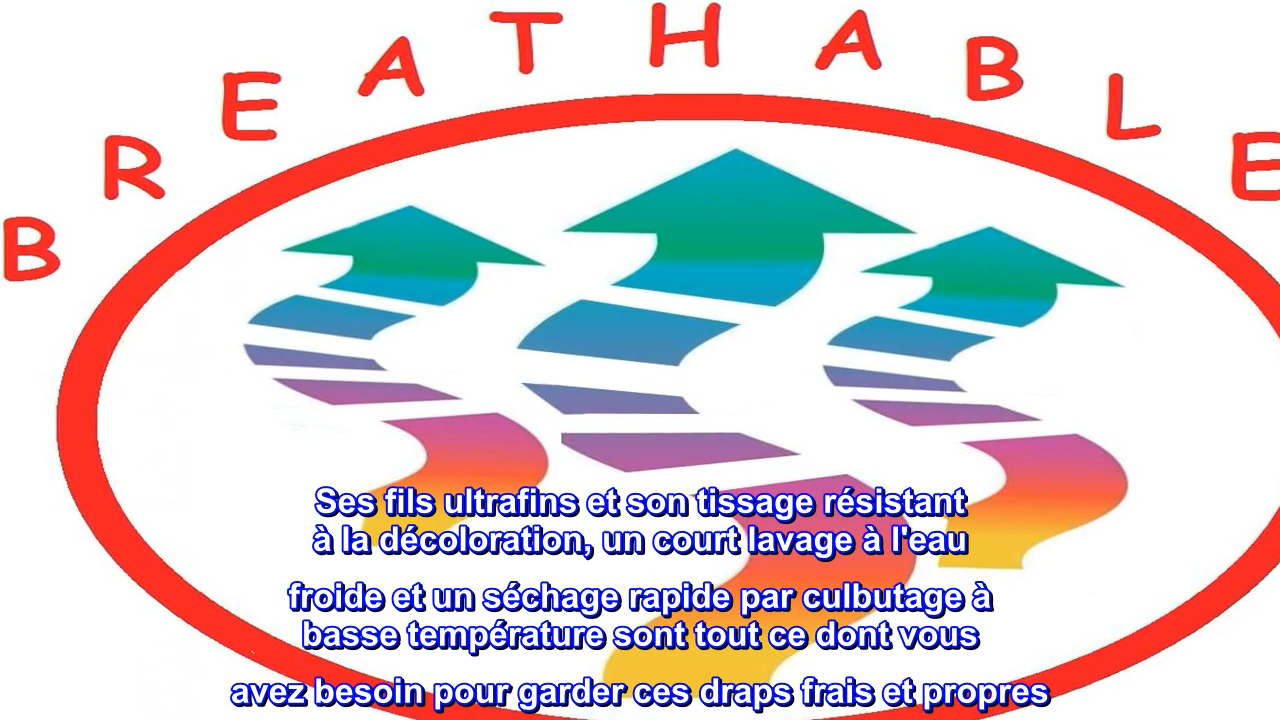 BREATHABLE
Ses fils ultrafins et son tissage résistant
à la décoloration, un court lavage à l'eau
froide et un séchage rapide par culbutage à
basse température sont tout ce dont vous
avez besoin pour garder ces draps frais et propres